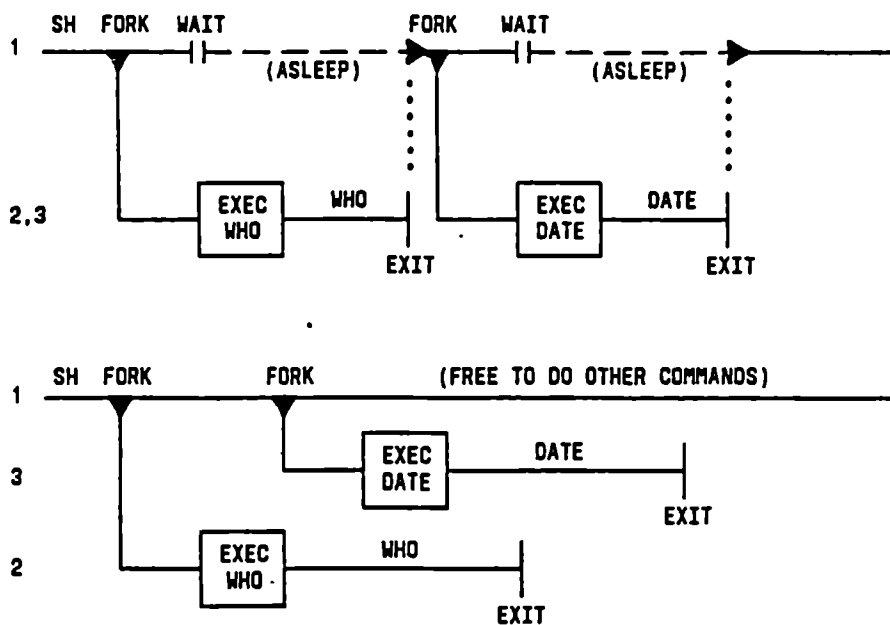 SH FORK WAIT FORK WAIT
1
(ASLEEP) (ASLEEP)
2,3 EXEC WHO WHO EXEC DATE DATE
EXIT EXIT
SH FORK FORK (FREE TO DO OTHER COMMANDS)
1
3 EXEC DATE DATE
EXIT
2 EXEC WHO WHO
EXIT